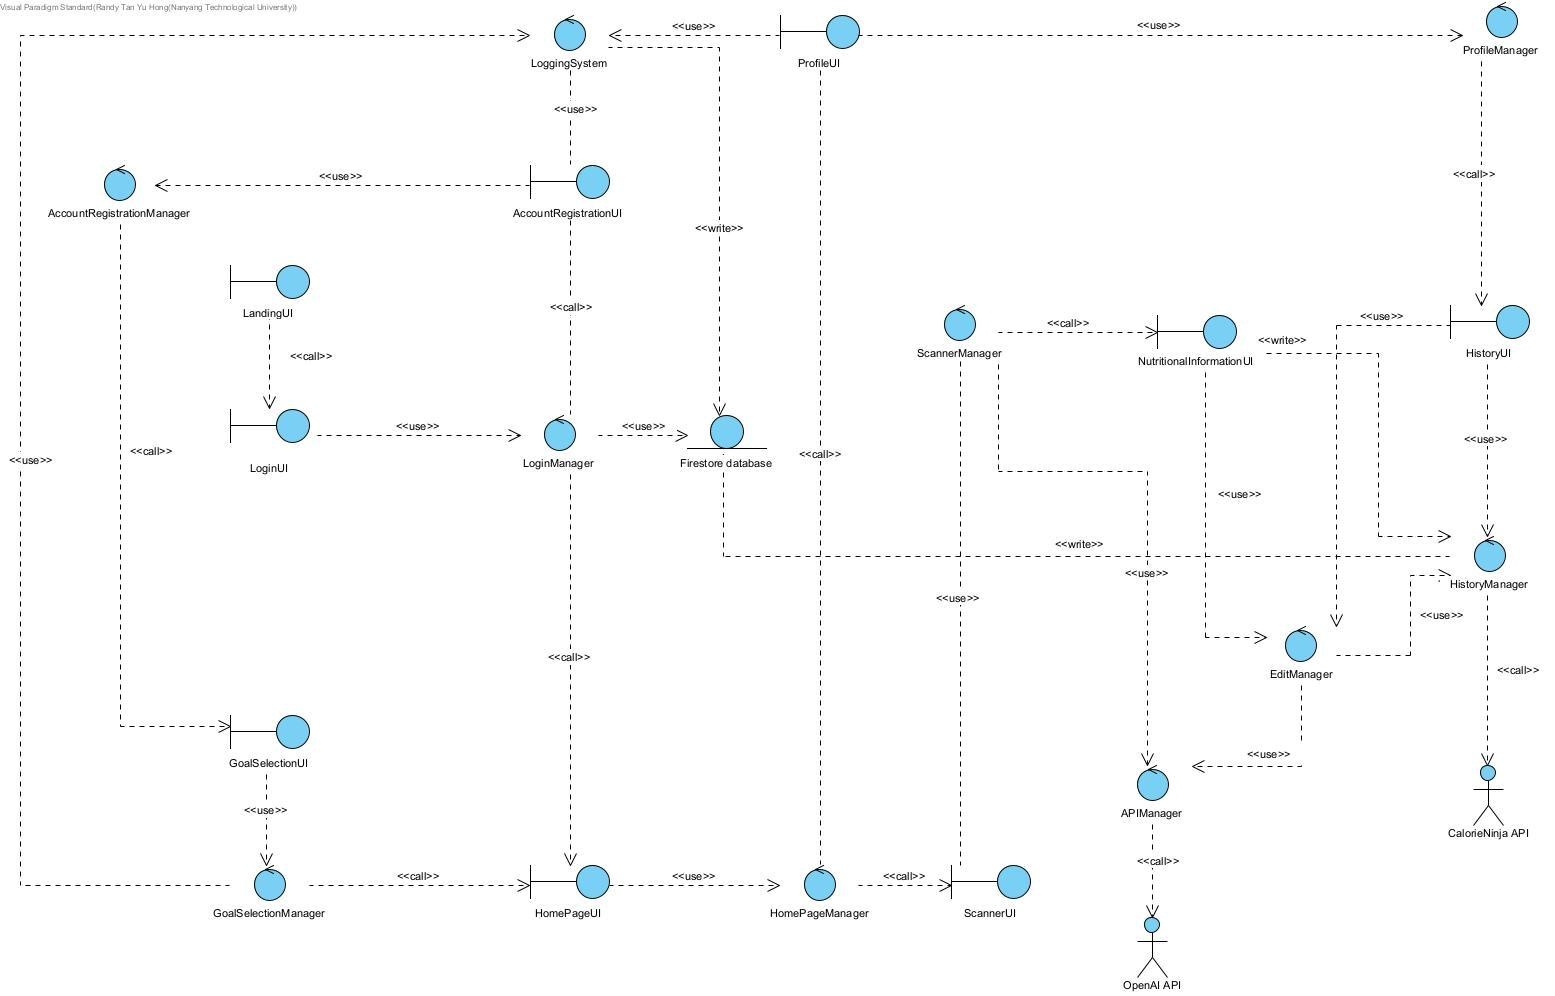 Visual Paradigm Standard(Randy Tan Yu Hong(Nanyang Technological University))
<<use>>
<<use>>
LoggingSystem
ProfileUI
ProfileManager
<<use>>
<<use>>
<<call>>
AccountRegistrationManager
AccountRegistrationUI
<<write>>
LandingUI
<<call>>
<<call>>
<<use>>
<<call>>
<<write>>
ScannerManager
NutritionalInformationUI
HistoryUI
<<call>>
<<use>>
<<use>>
<<use>>
LoginUI
LoginManager
Firestore database
<<call>>
<<call>>
<<use>>
<<use>>
<<write>>
<<use>>
HistoryManager
<<use>>
<<use>>
<<call>>
EditManager
<<call>>
GoalSelectionUI
<<use>>
<<use>>
APIManager
CalorieNinja API
<<call>>
<<call>>
<<use>>
<<call>>
GoalSelectionManager
HomePageUI
HomePageManager
ScannerUI
OpenAI API